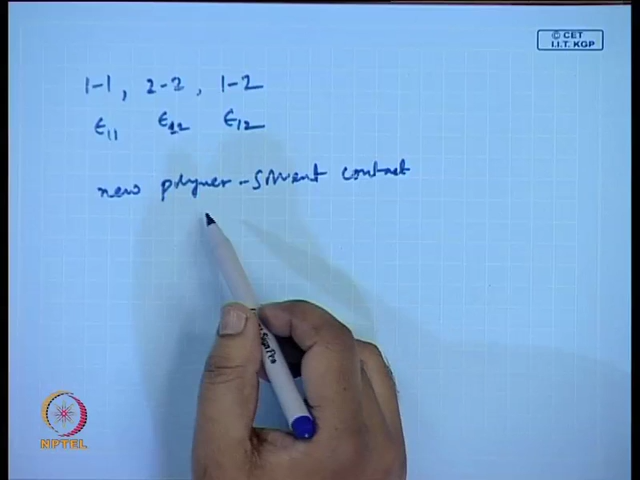 © CET
I.I.T. KGP
1-1, 2-2, 1-2
ϵ11 ϵ22 ϵ12
new polymer-solvent contact
NPTEL